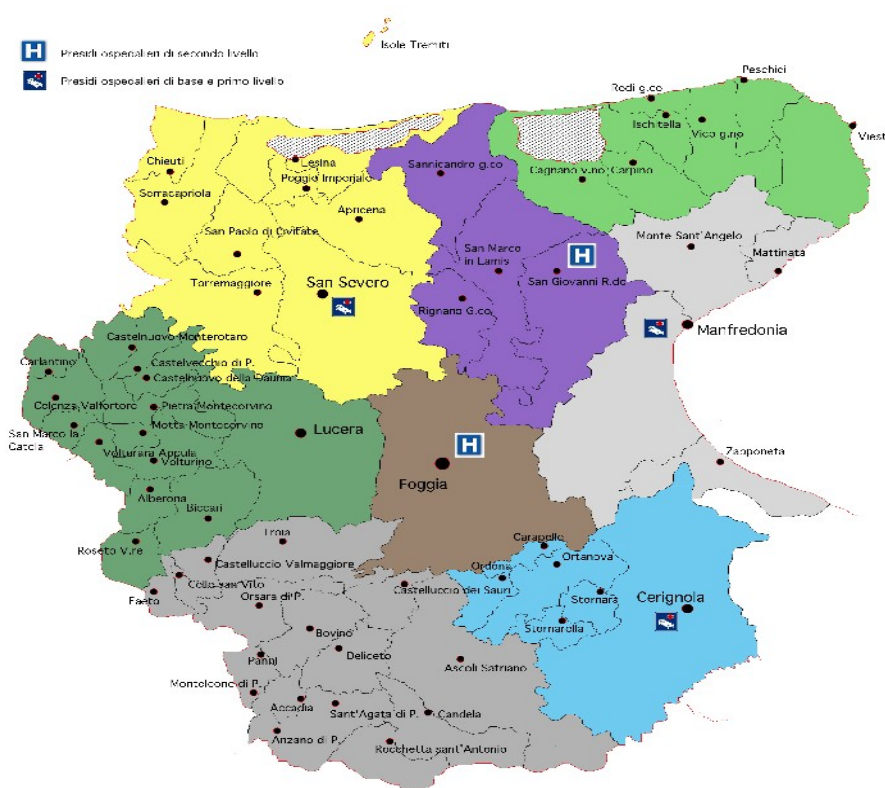 Isole Tremiti
H Presidi ospedalieri di secondo livello
Presidi ospedalieri di base e primo livello
Peschici
Rodi g.co
Ischitella
Vico g.no
Viest
Lesina
Chieuti
Sannicandro g.co
Carpino
Poggio Imperiale
Cagnano v.no
Serracapriola
Apricena
San Paolo di Civitate
Monte Sant'Angelo
San Marco
in Lamis
H
Mattinata
Torremaggiore
San Severo
San Giovanni R.do
Rignano G.co
Manfredonia
Castelnuovo Monterotaro
Castelvecchio di P.
Carlantino
Castelnuovo della Daunia
Celenza Valfortore
Pietra Montecorvino
Motta Montecorvino
Lucera
San Marco la
Catola
Volturara Appula
H
Volturino
Zapponeta
Foggia
Alberona
Biccari
Troia
Carapelle
Roseto V.re
Castelluccio Valmaggiore
Ortanova
Ordona
Celle san Vito
Castelluccio dei Sauri
Faeto
Orsara di P.
Stornara
Cerignola
Bovino
Stornarella
Deliceto
Panni
Ascoli Satriano
Monteleone di P.
Accadia
Sant'Agata di P.
Candela
Anzano di P.
Rocchetta sant'Antonio